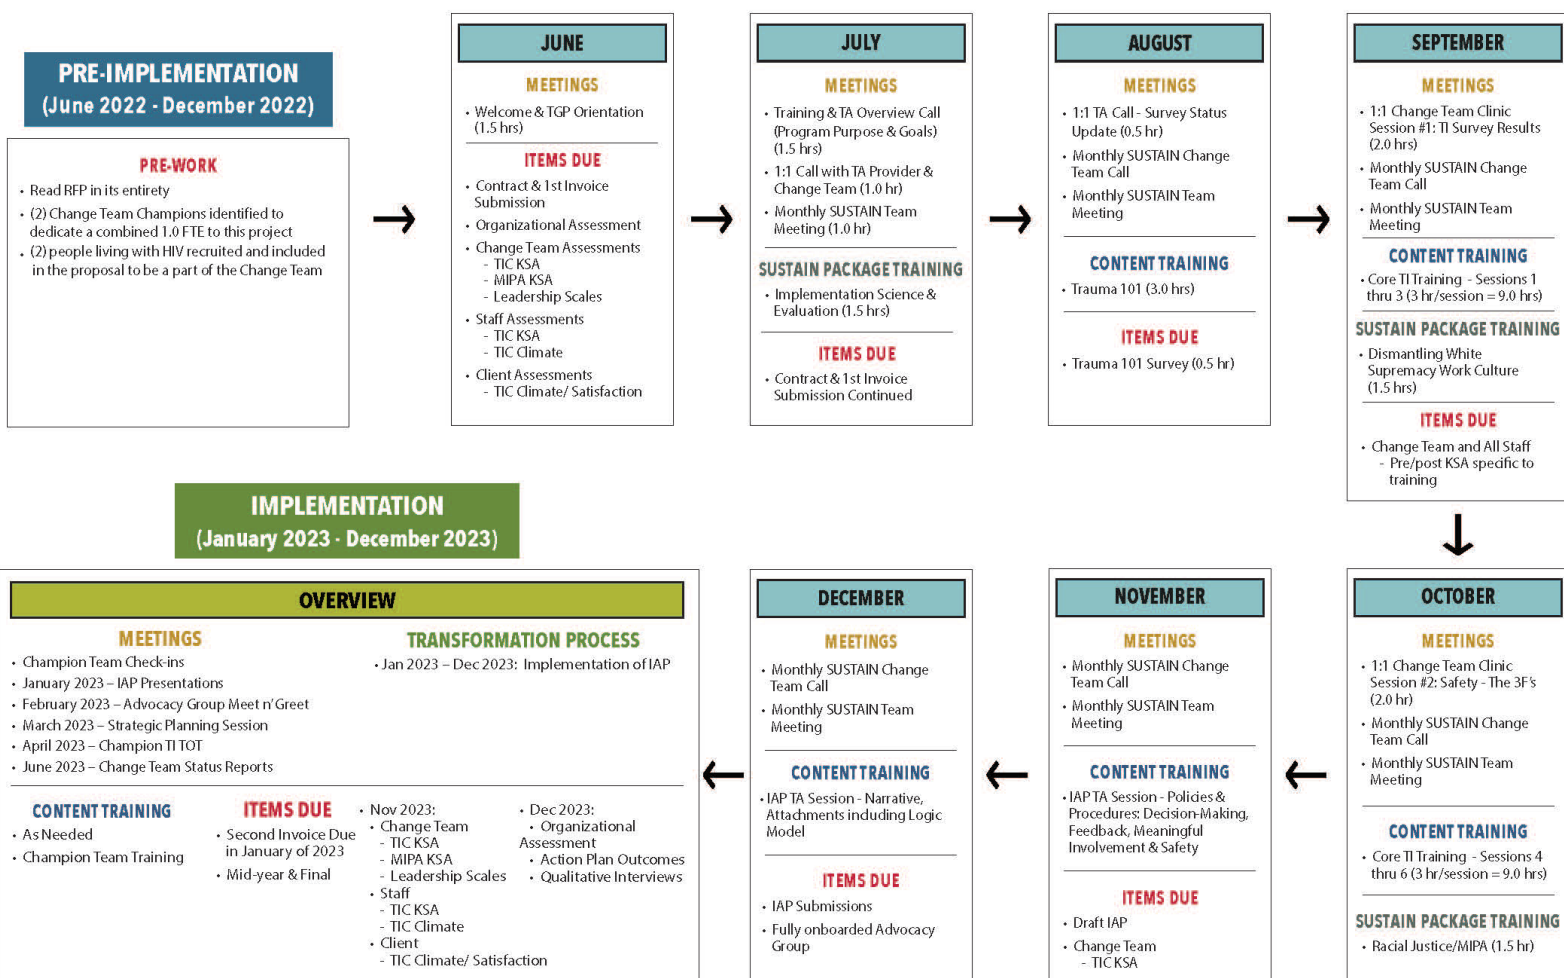 PRE-IMPLEMENTATION
(June 2022 - December 2022)
PRE-WORK
• Read RFP in its entirety
• (2) Change Team Champions identified to
dedicate a combined 1.0 FTE to this project
• (2) people living with HIV recruited and included
in the proposal to be a part of the Change Team
JUNE
MEETINGS
• Welcome & TGP Orientation
(1.5 hrs)
ITEMS DUE
• Contract & 1st Invoice
Submission
• Organizational Assessment
• Change Team Assessments
- TIC KSA
- MIPA KSA
- Leadership Scales
• Staff Assessments
- TIC KSA
- TIC Climate
• Client Assessments
- TIC Climate/ Satisfaction
JULY
MEETINGS
• Training & TA Overview Call
(Program Purpose & Goals)
(1.5 hrs)
• 1:1 Call with TA Provider &
Change Team (1.0 hr)
• Monthly SUSTAIN Team
Meeting (1.0 hr)
SUSTAIN PACKAGE TRAINING
• Implementation Science &
Evaluation (1.5 hrs)
ITEMS DUE
• Contract & 1st Invoice
Submission Continued
AUGUST
MEETINGS
• 1:1 TA Call - Survey Status
Update (0.5 hr)
• Monthly SUSTAIN Change
Team Call
• Monthly SUSTAIN Team
Meeting
CONTENT TRAINING
• Trauma 101 (3.0 hrs)
ITEMS DUE
• Trauma 101 Survey (0.5 hr)
SEPTEMBER
MEETINGS
• 1:1 Change Team Clinic
Session #1: TI Survey Results
(2.0 hrs)
• Monthly SUSTAIN Change
Team Call
• Monthly SUSTAIN Team
Meeting
CONTENT TRAINING
• Core TI Training - Sessions 1
thru 3 (3 hr/session = 9.0 hrs)
SUSTAIN PACKAGE TRAINING
• Dismantling White
Supremacy Work Culture
(1.5 hrs)
ITEMS DUE
• Change Team and All Staff
- Pre/post KSA specific to
training
OCTOBER
MEETINGS
• 1:1 Change Team Clinic
Session #2: Safety - The 3F's
(2.0 hr)
• Monthly SUSTAIN Change
Team Call
• Monthly SUSTAIN Team
Meeting
CONTENT TRAINING
• Core TI Training - Sessions 4
thru 6 (3 hr/session = 9.0 hrs)
SUSTAIN PACKAGE TRAINING
• Racial Justice/MIPA (1.5 hr)
NOVEMBER
MEETINGS
• Monthly SUSTAIN Change
Team Call
• Monthly SUSTAIN Team
Meeting
CONTENT TRAINING
• IAP TA Session - Policies &
Procedures: Decision-Making,
Feedback, Meaningful
Involvement & Safety
ITEMS DUE
• Draft IAP
• Change Team
- TIC KSA
DECEMBER
MEETINGS
• Monthly SUSTAIN Change
Team Call
• Monthly SUSTAIN Team
Meeting
CONTENT TRAINING
• IAP TA Session - Narrative,
Attachments including Logic
Model
ITEMS DUE
• IAP Submissions
• Fully onboarded Advocacy
Group
IMPLEMENTATION
(January 2023 - December 2023)
OVERVIEW
MEETINGS
• Champion Team Check-ins
• January 2023 – IAP Presentations
• February 2023 – Advocacy Group Meet n' Greet
• March 2023 – Strategic Planning Session
• April 2023 – Champion TI TOT
• June 2023 – Change Team Status Reports
TRANSFORMATION PROCESS
• Jan 2023 – Dec 2023: Implementation of IAP
CONTENT TRAINING
• As Needed
• Champion Team Training
ITEMS DUE
• Second Invoice Due
in January of 2023
• Mid-year & Final
• Nov 2023:
• Change Team
- TIC KSA
- MIPA KSA
- Leadership Scales
• Staff
- TIC KSA
- TIC Climate
• Client
- TIC Climate/ Satisfaction
• Dec 2023:
• Organizational
Assessment
• Action Plan Outcomes
• Qualitative Interviews